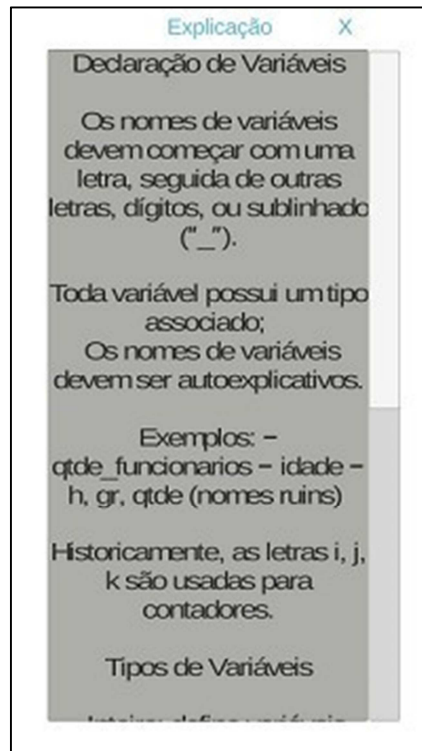 Explicação X
Declaração de Variáveis
Os nomes de variáveis
devem começar com uma
letra, seguida de outras
letras, dígitos, ou sublinhado
("_").
Toda variável possui um tipo
associado;
Os nomes de variáveis
devem ser autoexplicativos.
Exemplos: –
qtde_funcionarios – idade –
h, gr, qtde (nomes ruins)
Historicamente, as letras i, j,
k são usadas para
contadores.
Tipos de Variáveis